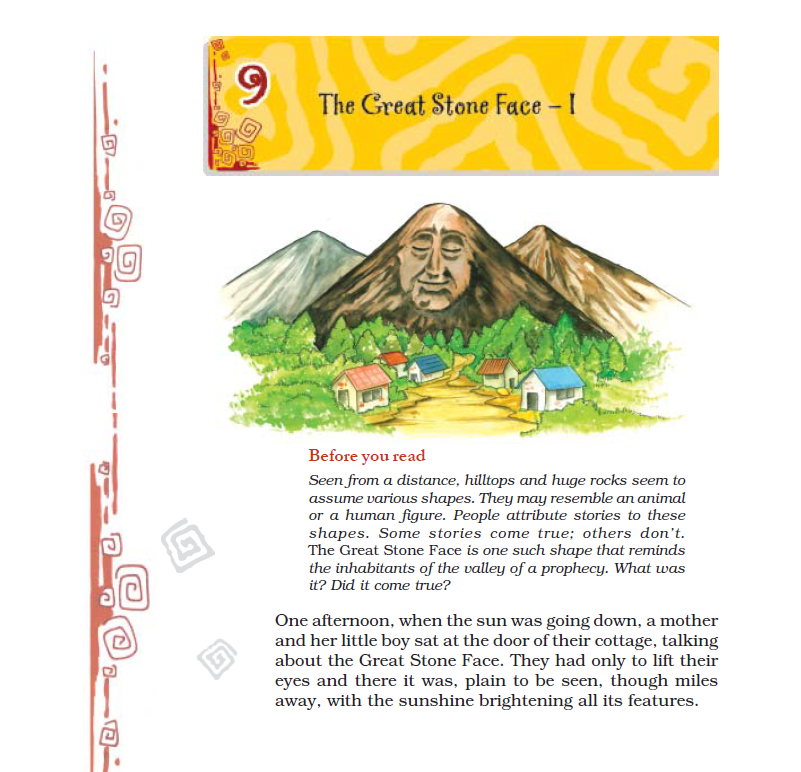 9
The Great Stone Face – I
Before you read
Seen from a distance, hilltops and huge rocks seem to
assume various shapes. They may resemble an animal
or a human figure. People attribute stories to these
shapes. Some stories come true; others don't.
The Great Stone Face is one such shape that reminds
the inhabitants of the valley of a prophecy. What was
it? Did it come true?
One afternoon, when the sun was going down, a mother
and her little boy sat at the door of their cottage, talking
about the Great Stone Face. They had only to lift their
eyes and there it was, plain to be seen, though miles
away, with the sunshine brightening all its features.